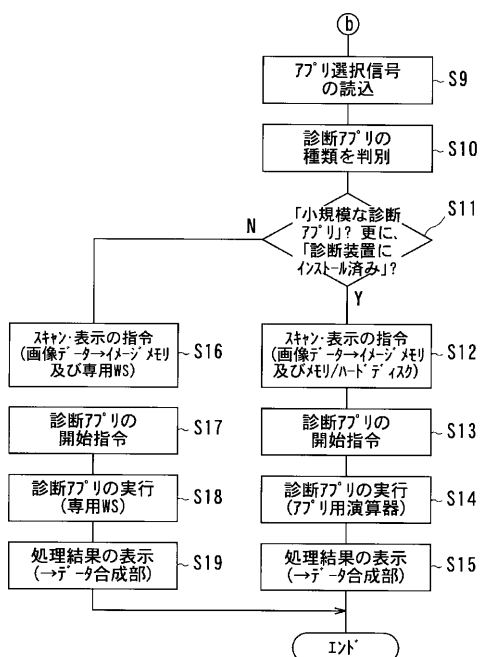 b
アプリ選択信号
の読込
S9
診断アプリの
種類を判別
S10
「小規模な診断
アプリ」? 更に、
「診断装置に
インストール済み」?
S11
N
Y
スキャン・表示の指令
(画像データ→イメージメモリ
及び専用WS)
S16
スキャン・表示の指令
(画像データ→イメージメモリ
及びメモリ/ハードディスク)
S12
診断アプリの
開始指令
S17
診断アプリの
開始指令
S13
診断アプリの実行
(専用WS)
S18
診断アプリの実行
(アプリ用演算器)
S14
処理結果の表示
(→データ合成部)
S19
処理結果の表示
(→データ合成部)
S15
エンド